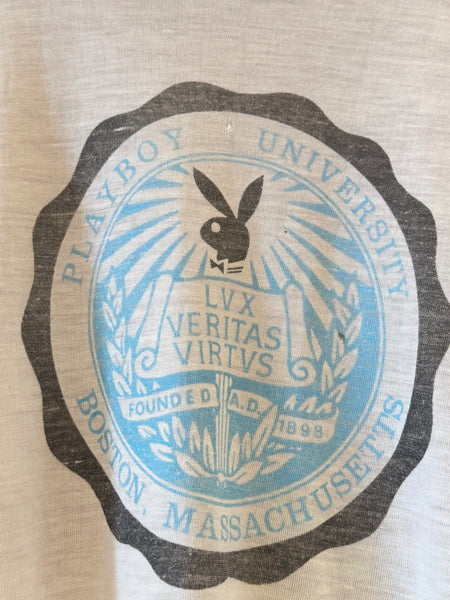 PLAYBOY UNIVERSITY
LVX
VERITAS
VIRTVS
FOUNDED A.D. 1898
BOSTON, MASSACHUSETTS